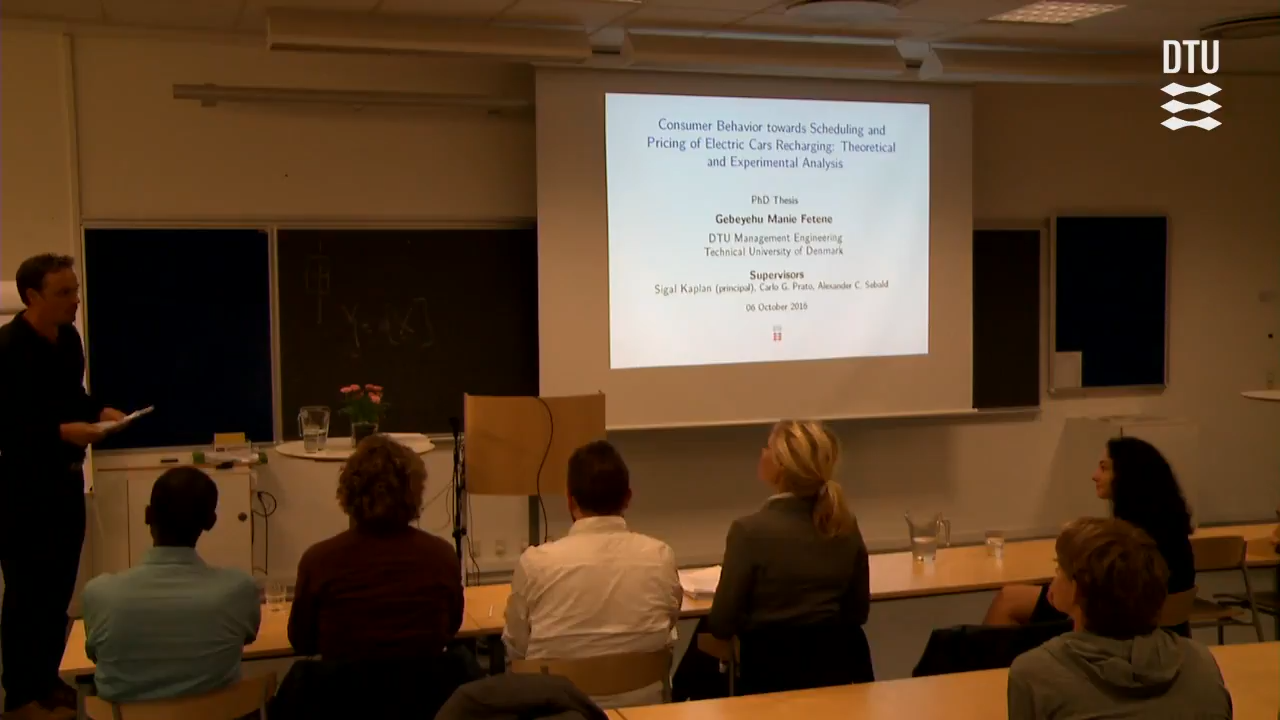 DTU
Consumer Behavior towards Scheduling and
Pricing of Electric Cars Recharging: Theoretical
and Experimental Analysis
PhD Thesis
Gebeyehu Manie Fetene
DTU Management Engineering
Technical University of Denmark
Supervisors
Sigal Kaplan (principal), Carlo G. Prato, Alexander C. Sebald
06 October 2016